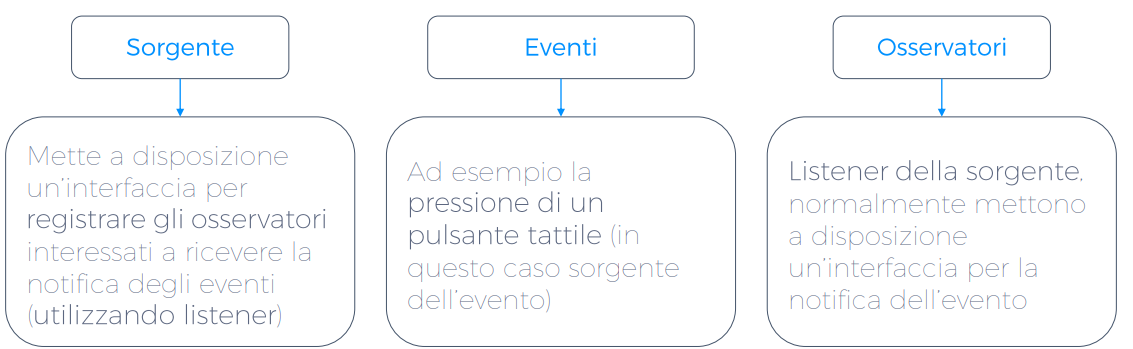 Sorgente
Mette a disposizione
un'interfaccia per
registrare gli osservatori
interessati a ricevere la
notifica degli eventi
(utilizzando listener)
Eventi
Ad esempio la
pressione di un
pulsante tattile (in
questo caso sorgente
dell'evento)
Osservatori
Listener della sorgente,
normalmente mettono
a disposizione
un'interfaccia per la
notifica dell'evento